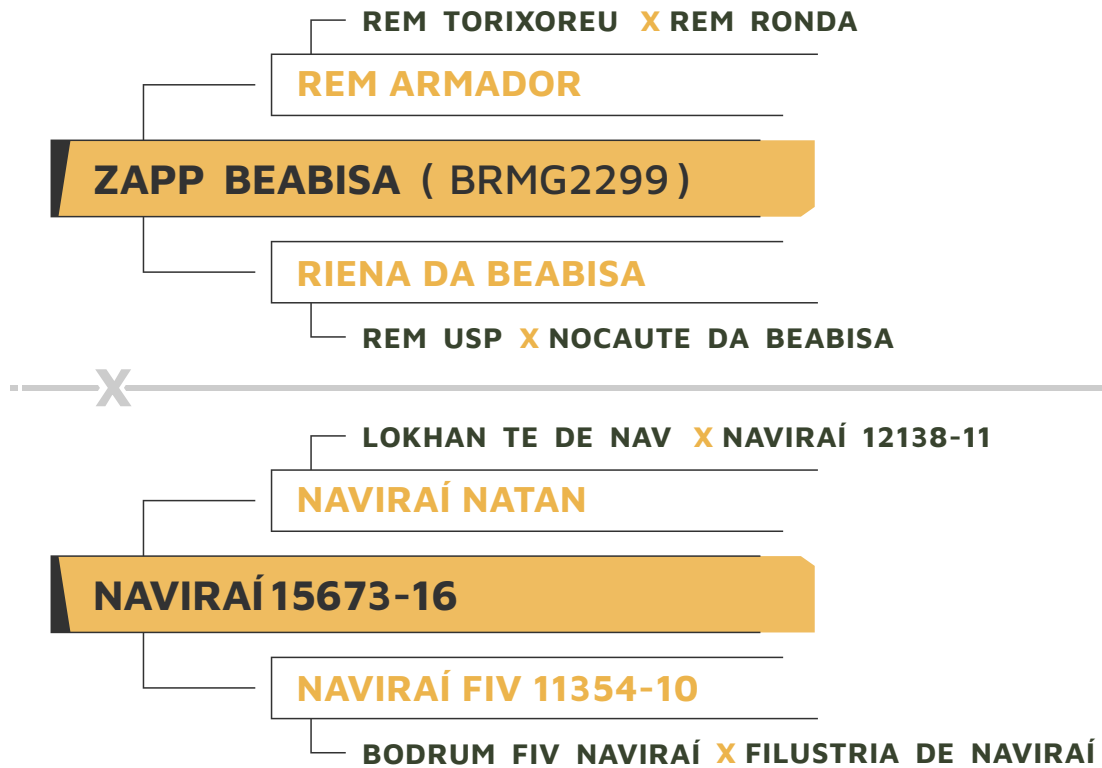 REM TORIXOREU X REM RONDA
REM ARMADOR
ZAPP BEABISA ( BRMG2299 )
RIENA DA BEABISA
REM USP X NOCAUTE DA BEABISA
X
LOKHAN TE DE NAV X NAVIRAÍ 12138-11
NAVIRAÍ NATAN
NAVIRAÍ 15673-16
NAVIRAÍ FIV 11354-10
BODRUM FIV NAVIRAÍ X FILUSTRIA DE NAVIRAÍ